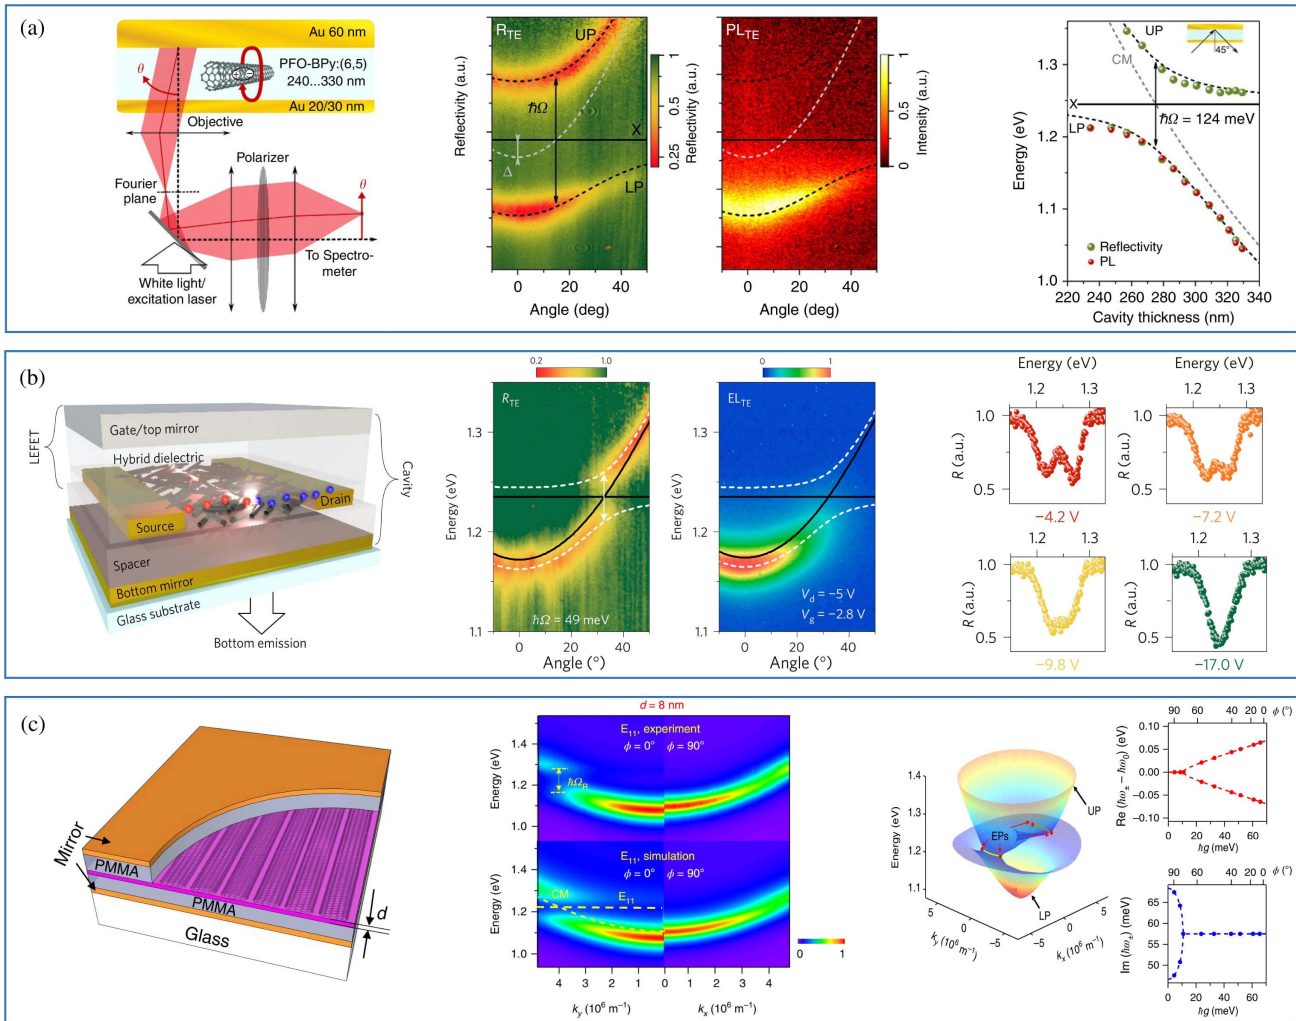 (a)
Au 60 nm
PFO-BPy:(6,5)
240...330 nm
Au 20/30 nm
θ
Objective
Polarizer
Fourier
plane
θ
To Spectro-
meter
White light/
excitation laser
R_TE
UP
ħΩ
X
Δ
LP
Reflectivity (a.u.)
0 20 40
Angle (deg)
1
0.5
0.25
Reflectivity (a.u.)
PL_TE
0 20 40
Angle (deg)
1
0.5
0
Intensity (a.u.)
UP
CM
45°
X
ħΩ = 124 meV
LP
Reflectivity
PL
1.3
1.2
1.1
1.0
Energy (eV)
220 240 260 280 300 320 340
Cavity thickness (nm)
(b)
LEFET
Gate/top mirror
Hybrid dielectric
Cavity
Drain
Source
Spacer
Bottom mirror
Glass substrate
Bottom emission
0.2 1.0
R_TE
1.3
1.2
1.1
Energy (eV)
ħΩ = 49 meV
0 20 40
Angle (°)
0 1
EL_TE
1.3
1.2
1.1
Energy (eV)
V_d = −5 V
V_g = −2.8 V
0 20 40
Angle (°)
Energy (eV)
1.2 1.3
1.0
0.5
R (a.u.)
−4.2 V
Energy (eV)
1.2 1.3
1.0
0.5
R (a.u.)
−7.2 V
1.2 1.3
1.0
0.5
R (a.u.)
−9.8 V
1.2 1.3
1.0
0.5
R (a.u.)
−17.0 V
(c)
Mirror
PMMA
PMMA
Glass
d
d = 8 nm
E₁₁, experiment
ϕ = 0° ϕ = 90°
ħΩ_R
1.4
1.3
1.2
1.0
Energy (eV)
E₁₁, simulation
ϕ = 0° ϕ = 90°
CM E₁₁
1.4
1.2
1.0
Energy (eV)
4 3 2 1 0 1 2 3 4
k_y (10⁶ m⁻¹) k_x (10⁶ m⁻¹)
0 1
1.4
1.3
1.2
1.1
Energy (eV)
UP
EPs
LP
5
0
−5
k_y (10⁶ m⁻¹)
5
0
−5
k_x (10⁶ m⁻¹)
90 60 40 20 0 ϕ (°)
0.10
0.05
0.00
−0.05
−0.10
Re (ħω± − ħω₀) (eV)
0 20 40 60
ħg (meV)
90 60 40 20 0 ϕ (°)
65
60
55
50
Im (ħω±) (meV)
0 20 40 60
ħg (meV)